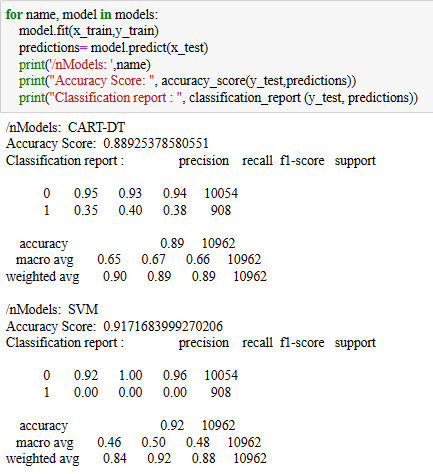 for name, model in models:
model.fit(x_train,y_train)
predictions= model.predict(x_test)
print('/nModels: ',name)
print("Accuracy Score: ", accuracy_score(y_test,predictions))
print("Classification report : ", classification_report (y_test, predictions))
/nModels: CART-DT
Accuracy Score: 0.88925378580551
Classification report : precision recall f1-score support
0 0.95 0.93 0.94 10054
1 0.35 0.40 0.38 908
accuracy 0.89 10962
macro avg 0.65 0.67 0.66 10962
weighted avg 0.90 0.89 0.89 10962
/nModels: SVM
Accuracy Score: 0.9171683999270206
Classification report : precision recall f1-score support
0 0.92 1.00 0.96 10054
1 0.00 0.00 0.00 908
accuracy 0.92 10962
macro avg 0.46 0.50 0.48 10962
weighted avg 0.84 0.92 0.88 10962